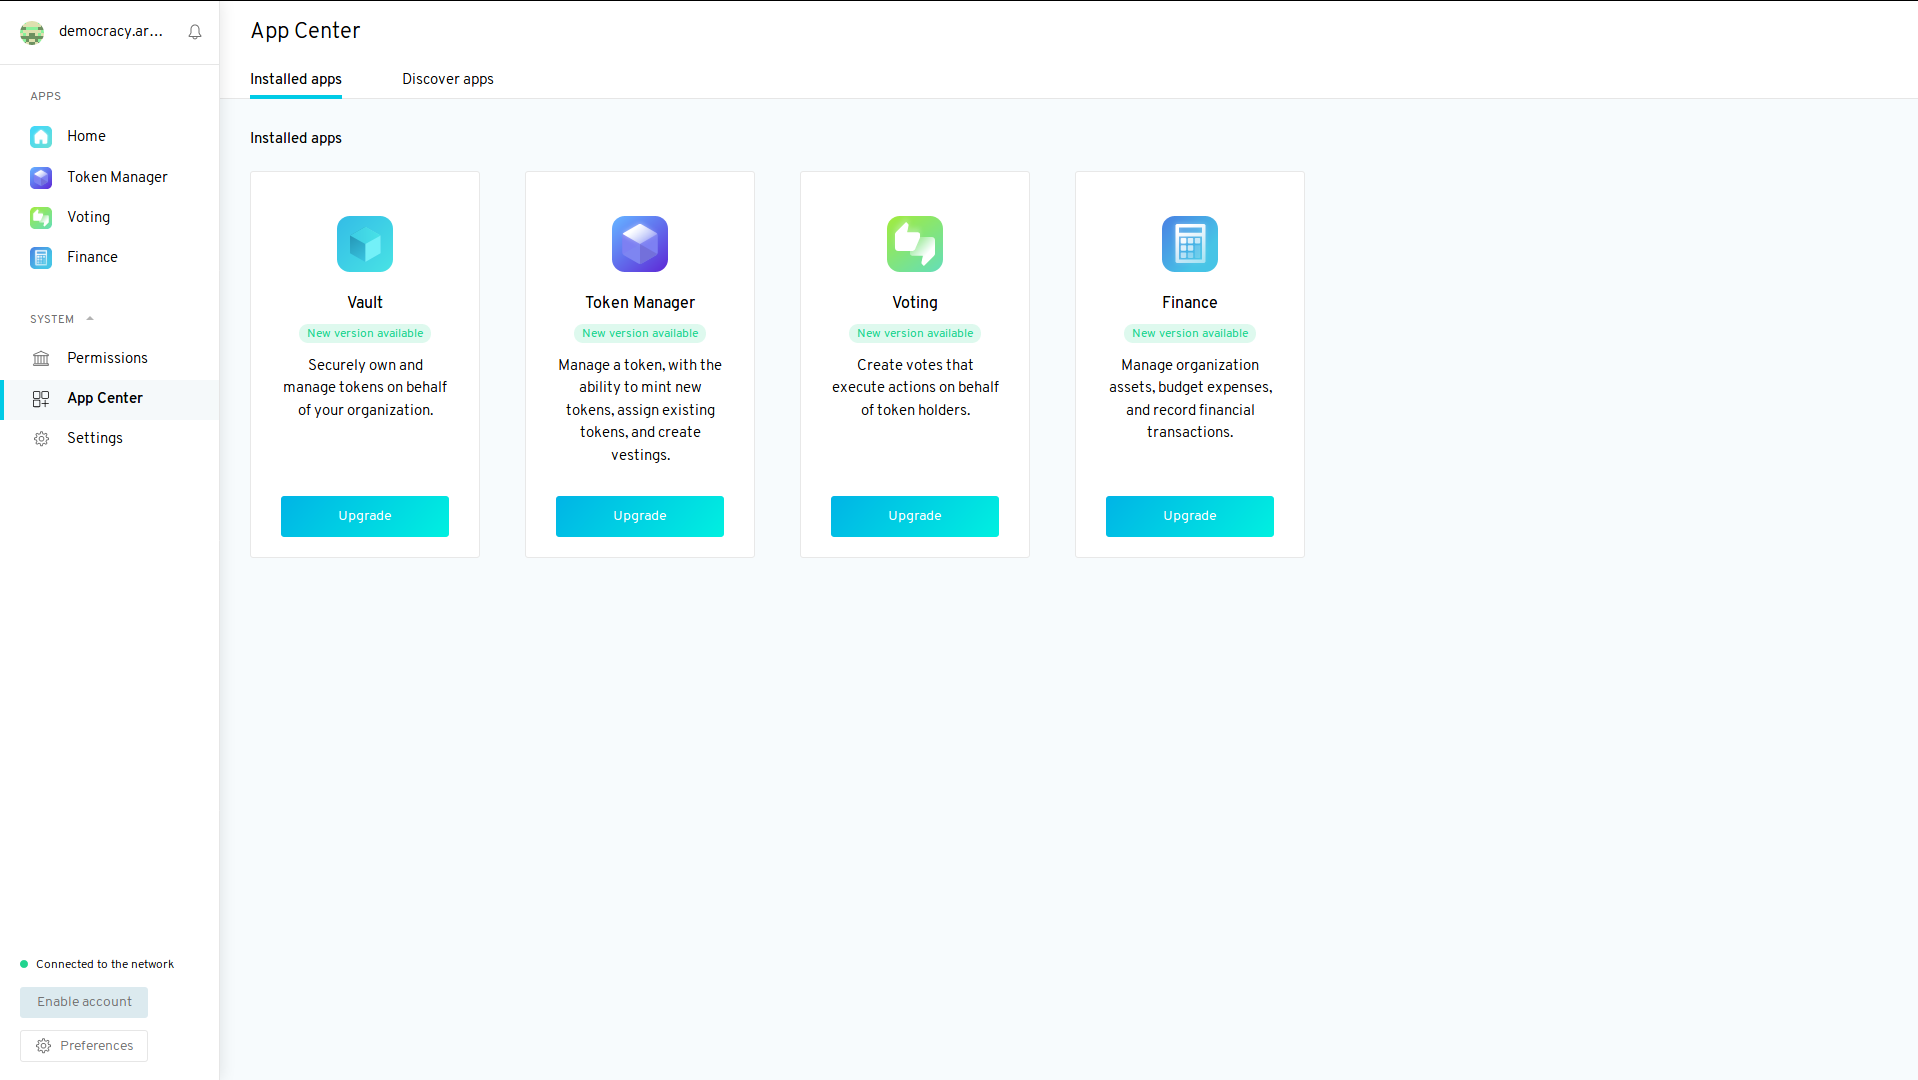 democracy.ar...
APPS
Home
Token Manager
Voting
Finance
SYSTEM
Permissions
App Center
Settings
Connected to the network
Enable account
Preferences
App Center
Installed apps
Discover apps
Installed apps
Vault
New version available
Securely own and
manage tokens on behalf
of your organization.
Upgrade
Token Manager
New version available
Manage a token, with the
ability to mint new
tokens, assign existing
tokens, and create
vestings.
Upgrade
Voting
New version available
Create votes that
execute actions on behalf
of token holders.
Upgrade
Finance
New version available
Manage organization
assets, budget expenses,
and record financial
transactions.
Upgrade